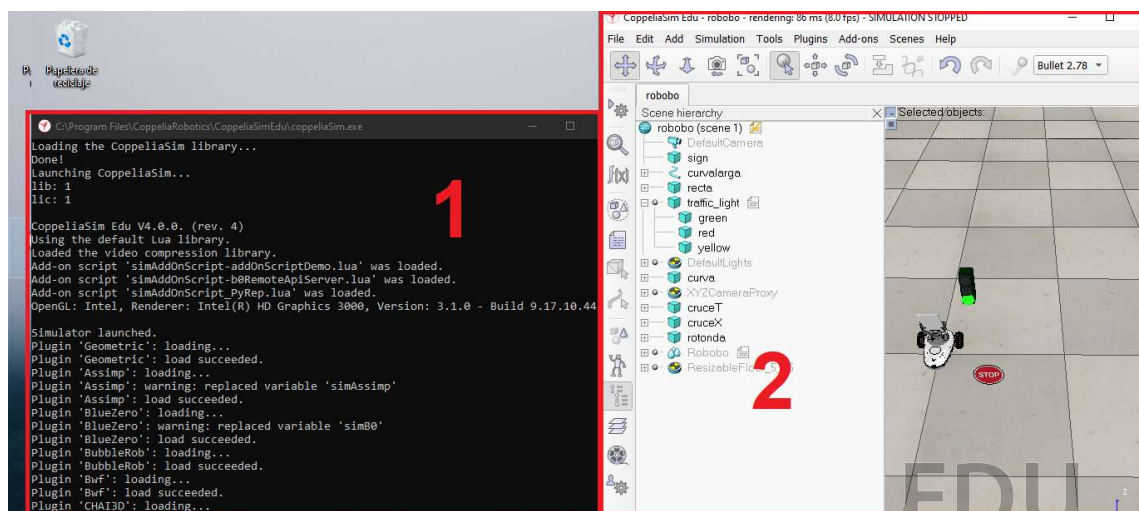 Papelera de
reciclaje
C:\Program Files\CoppeliaRobotics\CoppeliaSimEdu\coppeliaSim.exe
Loading the CoppeliaSim library...
Done!
Launching CoppeliaSim...
lib: 1
lic: 1
CoppeliaSim Edu V4.0.0. (rev. 4)
Using the default Lua library.
Loaded the video compression library.
Add-on script 'simAddOnScript-addOnScriptDemo.lua' was loaded.
Add-on script 'simAddOnScript-b0RemoteApiServer.lua' was loaded.
Add-on script 'simAddOnScript_PyRep.lua' was loaded.
OpenGL: Intel, Renderer: Intel(R) HD Graphics 3000, Version: 3.1.0 - Build 9.17.10.44
Simulator launched.
Plugin 'Geometric': loading...
Plugin 'Geometric': load succeeded.
Plugin 'Assimp': loading...
Plugin 'Assimp': warning: replaced variable 'simAssimp'
Plugin 'Assimp': load succeeded.
Plugin 'BlueZero': loading...
Plugin 'BlueZero': warning: replaced variable 'simB0'
Plugin 'BlueZero': load succeeded.
Plugin 'BubbleRob': loading...
Plugin 'BubbleRob': load succeeded.
Plugin 'Bwf': loading...
Plugin 'Bwf': load succeeded.
Plugin 'CHAI3D': loading...
1
CoppeliaSim Edu - robobo - rendering: 86 ms (8.0 fps) - SIMULATION STOPPED
File Edit Add Simulation Tools Plugins Add-ons Scenes Help
Bullet 2.78
robobo
Scene hierarchy
f(x)
robobo (scene 1)
DefaultCamera
sign
curvalarga
recta
traffic_light
green
red
yellow
DefaultLights
curva
XYZCameraProxy
cruceT
cruceX
rotonda
Robobo
2
Selected objects:
STOP
EDU
z